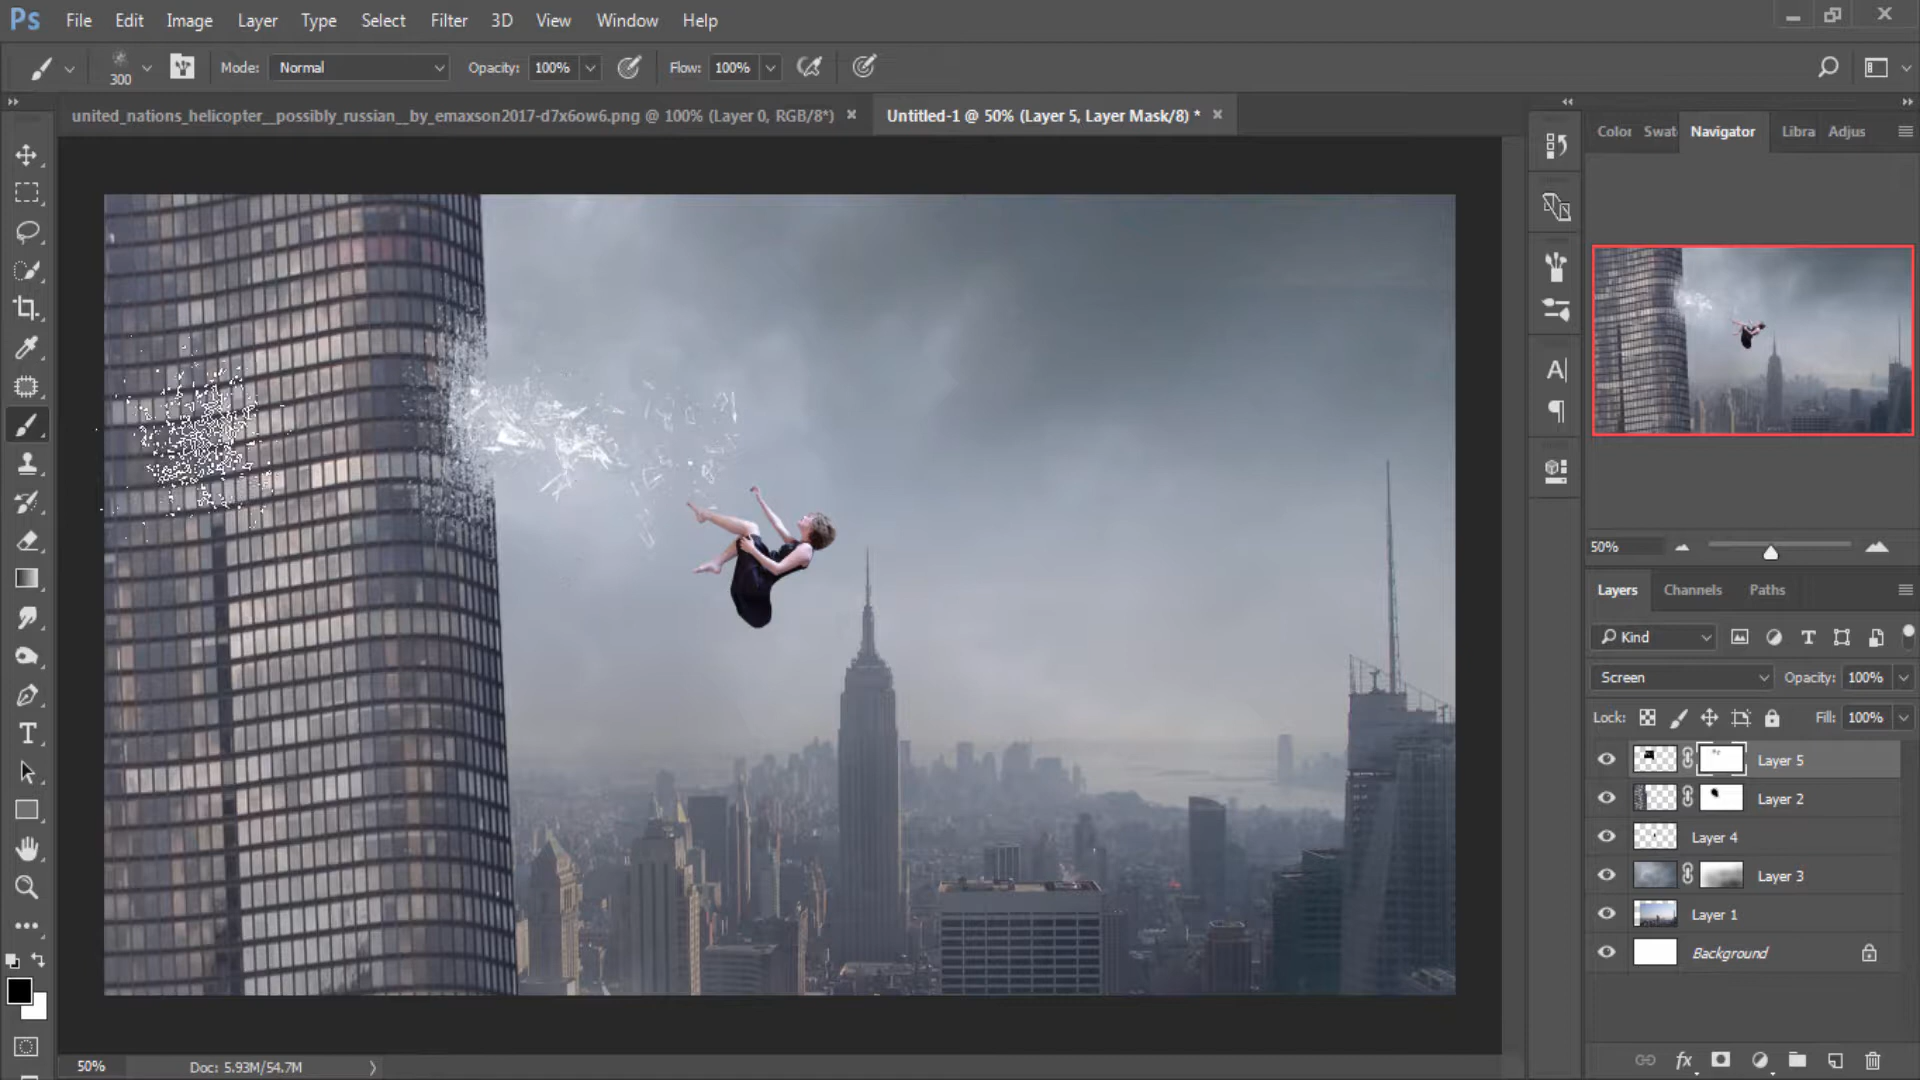 Ps File Edit Image Layer Type Select Filter 3D View Window Help
300 Mode: Normal Opacity: 100% Flow: 100%
united_nations_helicopter__possibly_russian__by_emaxson2017-d7x6ow6.png @ 100% (Layer 0, RGB/8*) Untitled-1 @ 50% (Layer 5, Layer Mask/8) *
Color Swat Navigator Libra Adjus
50%
Layers Channels Paths
Kind
Screen Opacity: 100%
Lock: Fill: 100%
Layer 5
Layer 2
Layer 4
Layer 3
Layer 1
Background
50% Doc: 5.93M/54.7M